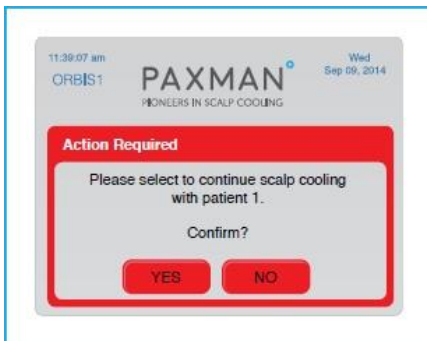 11:39:07 am
Wed
ORBIS1
Sep 09, 2014
PAXMAN°
PIONEERS IN SCALP COOLING
Action Required
Please select to continue scalp cooling
with patient 1.
Confirm?
YES NO